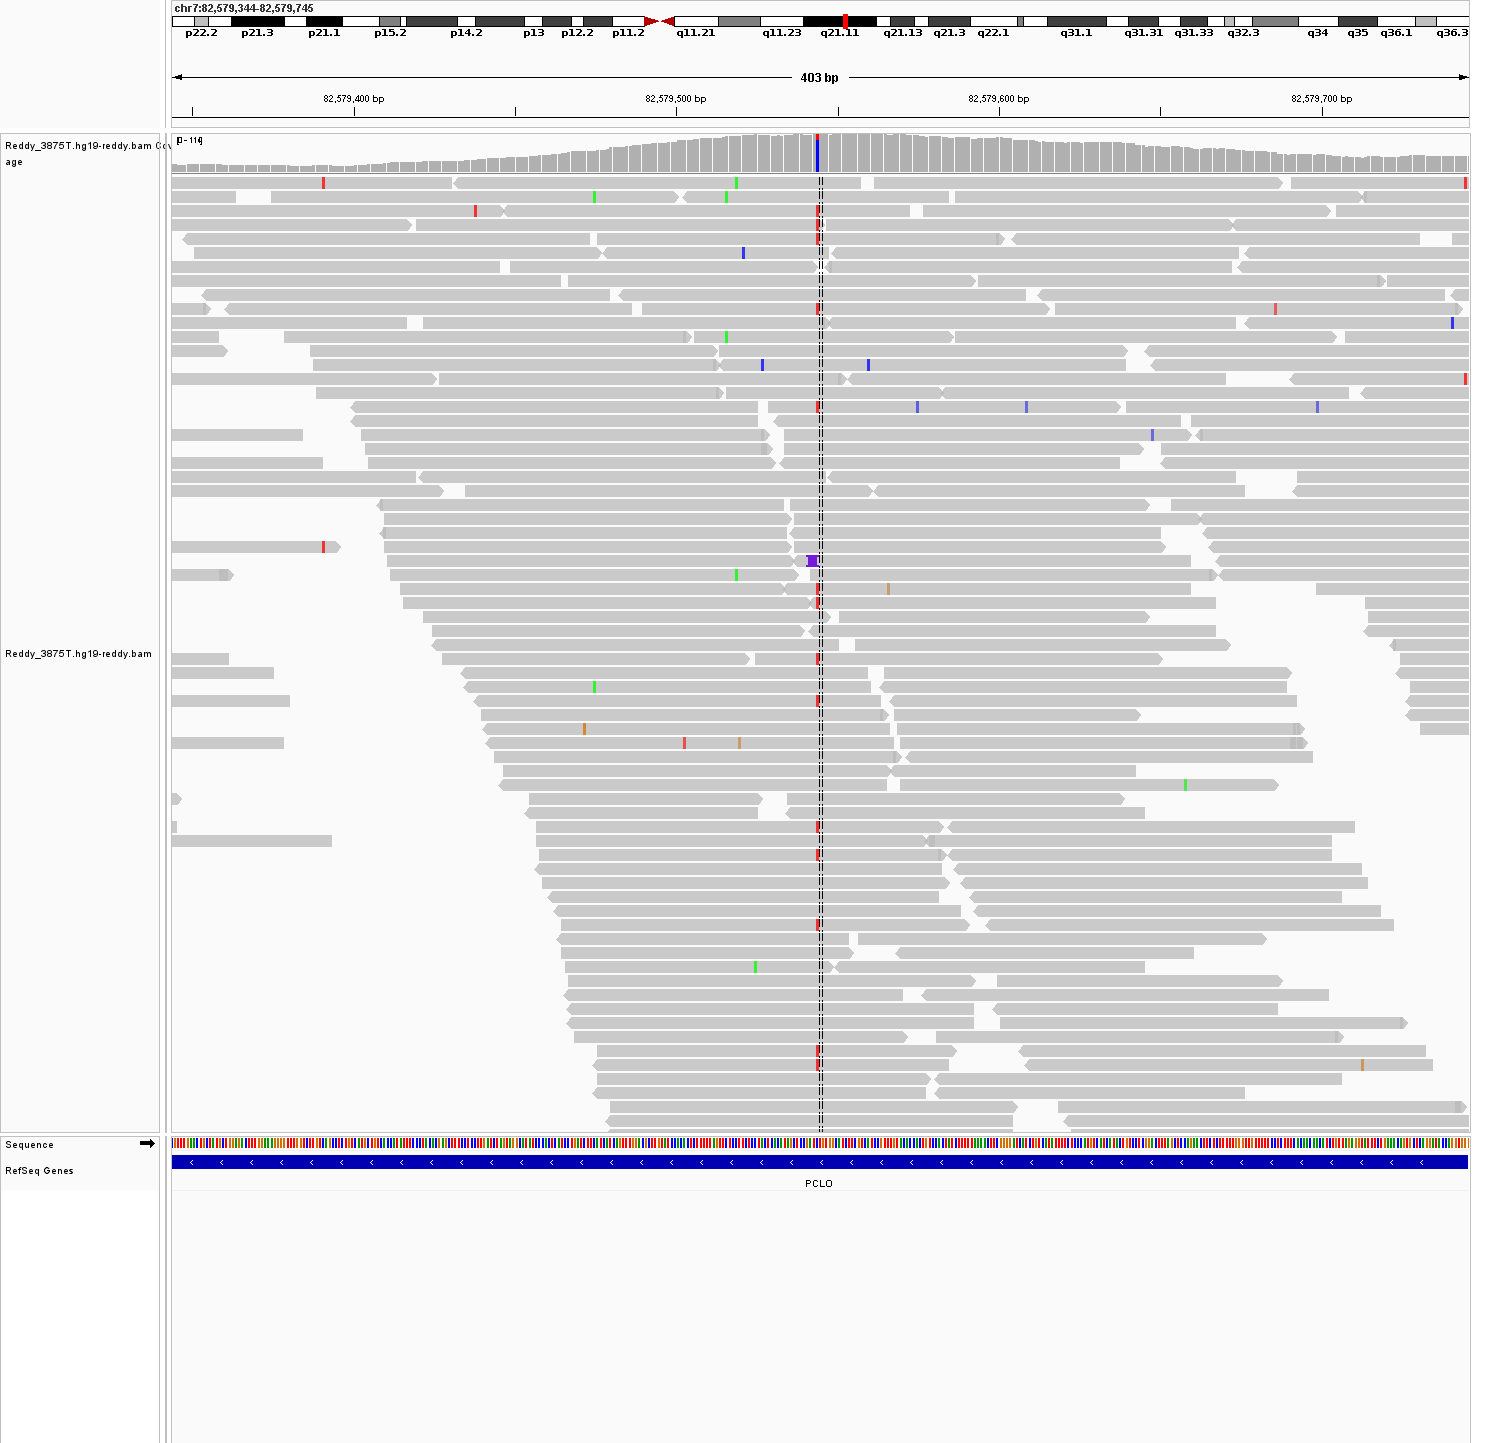 chr7:82,579,344-82,579,745
p22.2 p21.3 p21.1 p15.2 p14.2 p13 p12.2 p11.2 q11.21 q11.23 q21.11 q21.13 q21.3 q22.1 q31.1 q31.31 q31.33 q32.3 q34 q35 q36.1 q36.3
403 bp
82,579,400 bp 82,579,500 bp 82,579,600 bp 82,579,700 bp
Reddy_3875T.hg19-reddy.bam Cov
age
Reddy_3875T.hg19-reddy.bam
Sequence
RefSeq Genes
PCLO